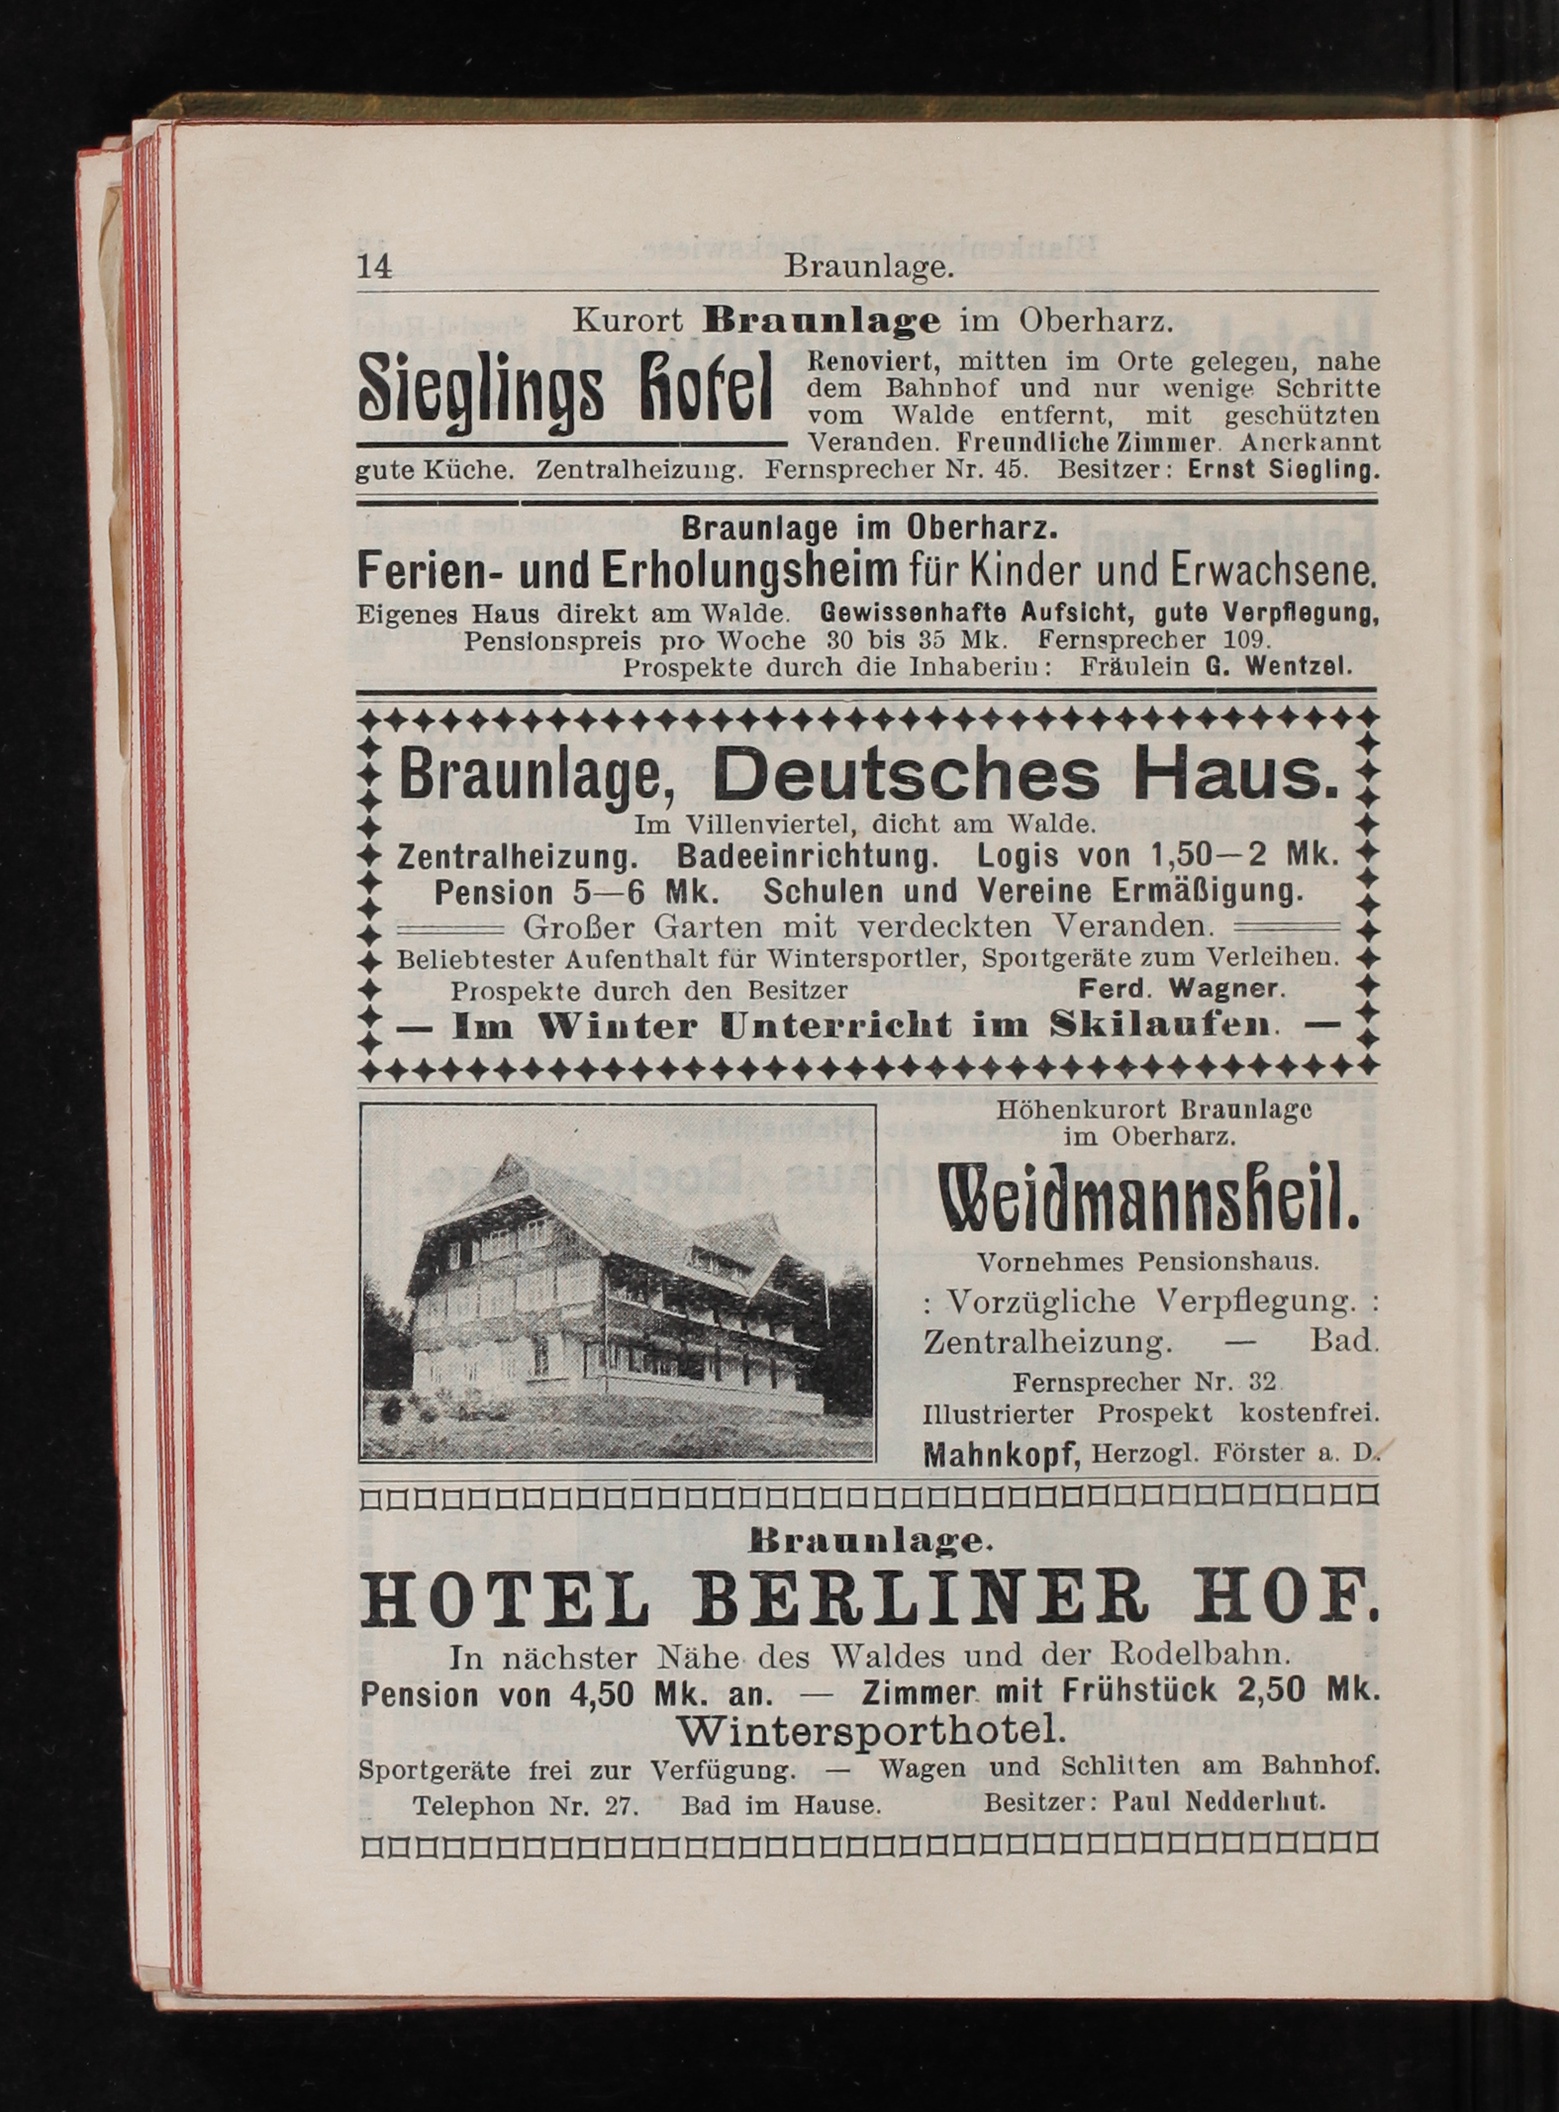 14 Braunlage.
Kurort Braunlage im Oberharz.
Sieglings Hotel
Renoviert, mitten im Orte gelegen, nahe
dem Bahnhof und nur wenige Schritte
vom Walde entfernt, mit geschützten
Veranden. Freundliche Zimmer. Anerkannt
gute Küche. Zentralheizung. Fernsprecher Nr. 45. Besitzer: Ernst Siegling.
Braunlage im Oberharz.
Ferien- und Erholungsheim für Kinder und Erwachsene.
Eigenes Haus direkt am Walde. Gewissenhafte Aufsicht, gute Verpflegung,
Pensionspreis pro Woche 30 bis 35 Mk. Fernsprecher 109.
Prospekte durch die Inhaberin: Fräulein G. Wentzel.
Braunlage, Deutsches Haus.
Im Villenviertel, dicht am Walde.
Zentralheizung. Badeeinrichtung. Logis von 1,50—2 Mk.
Pension 5—6 Mk. Schulen und Vereine Ermäßigung.
Großer Garten mit verdeckten Veranden.
Beliebtester Aufenthalt für Wintersportler, Sportgeräte zum Verleihen.
Prospekte durch den Besitzer Ferd. Wagner.
— Im Winter Unterricht im Skilaufen. —
Höhenkurort Braunlage
im Oberharz.
Weidmannsheil.
Vornehmes Pensionshaus.
: Vorzügliche Verpflegung. :
Zentralheizung. — Bad.
Fernsprecher Nr. 32
Illustrierter Prospekt kostenfrei.
Mahnkopf, Herzogl. Förster a. D.
Braunlage.
HOTEL BERLINER HOF.
In nächster Nähe des Waldes und der Rodelbahn.
Pension von 4,50 Mk. an. — Zimmer mit Frühstück 2,50 Mk.
Wintersporthotel.
Sportgeräte frei zur Verfügung. — Wagen und Schlitten am Bahnhof.
Telephon Nr. 27. Bad im Hause. Besitzer: Paul Nedderhut.